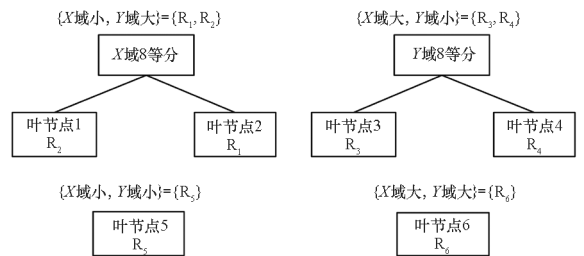 {X域小, Y域大}={R₁,R₂}
{X域大, Y域小}={R₃,R₄}
X域8等分
Y域8等分
叶节点1
R₂
叶节点2
R₁
叶节点3
R₃
叶节点4
R₄
{X域小, Y域小}={R₅}
{X域大, Y域大}={R₆}
叶节点5
R₅
叶节点6
R₆